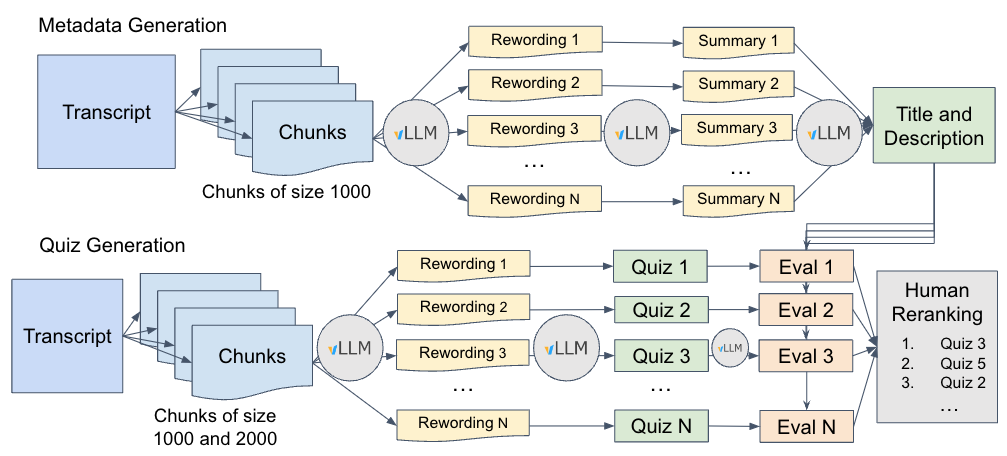 Metadata Generation
Transcript
Chunks
Chunks of size 1000
vLLM
Rewording 1
Rewording 2
Rewording 3
...
Rewording N
vLLM
Summary 1
Summary 2
Summary 3
...
Summary N
vLLM
Title and
Description
Quiz Generation
Transcript
Chunks
Chunks of size
1000 and 2000
vLLM
Rewording 1
Rewording 2
Rewording 3
...
Rewording N
vLLM
Quiz 1
Quiz 2
Quiz 3
...
Quiz N
vLLM
Eval 1
Eval 2
Eval 3
Eval N
Human
Reranking
1. Quiz 3
2. Quiz 5
3. Quiz 2
...